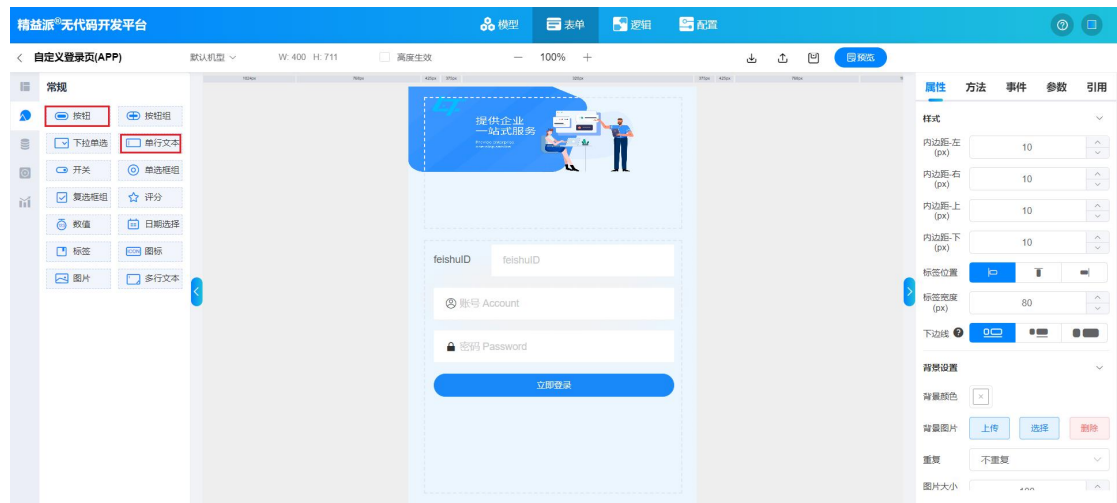 精益派®无代码开发平台
模型 表单 逻辑 配置
自定义登录页(APP) 默认机型 W: 400 H: 711 高度生效 — 100% + 预览
常规
按钮 按钮组
下拉单选 单行文本
开关 单选框组
复选框组 评分
数值 日期选择
标签 ICON 图标
图片 多行文本
提供企业
一站式服务
feishuID feishuID
账号 Account
密码 Password
立即登录
属性 方法 事件 参数 引用
样式
内边距-左
(px) 10
内边距-右
(px) 10
内边距-上
(px) 10
内边距-下
(px) 10
标签位置
标签宽度
(px) 80
下边线
背景设置
背景颜色
背景图片 上传 选择 删除
重复 不重复
图片大小